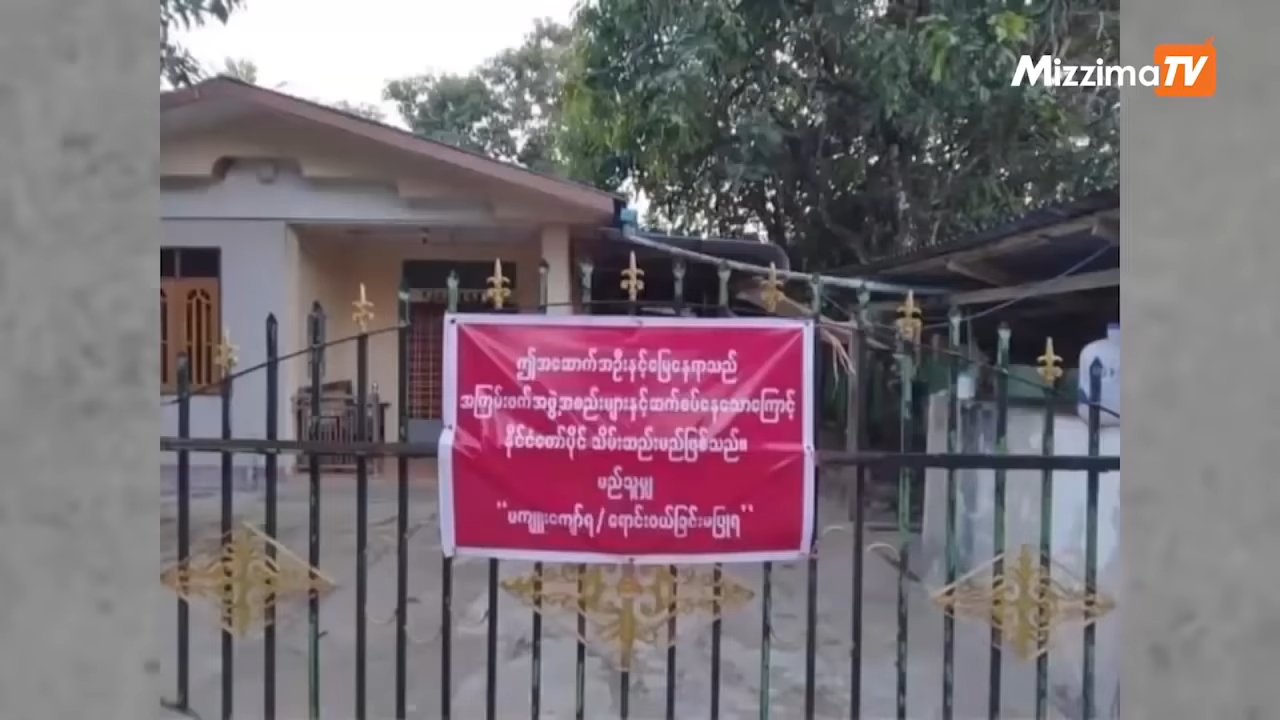 MizzimaTV
ဤအဆောက်အဦးနှင့်မြေနေရာသည်
အကြမ်းဖက်အဖွဲ့အစည်းများနှင့်ဆက်စပ်နေသောကြောင့်
နိုင်ငံတော်ပိုင် သိမ်းဆည်းမည်ဖြစ်သည်။
မည်သူမျှ
“မကျူးကျော်ရ / ရောင်းဝယ်ခြင်းမပြုရ“